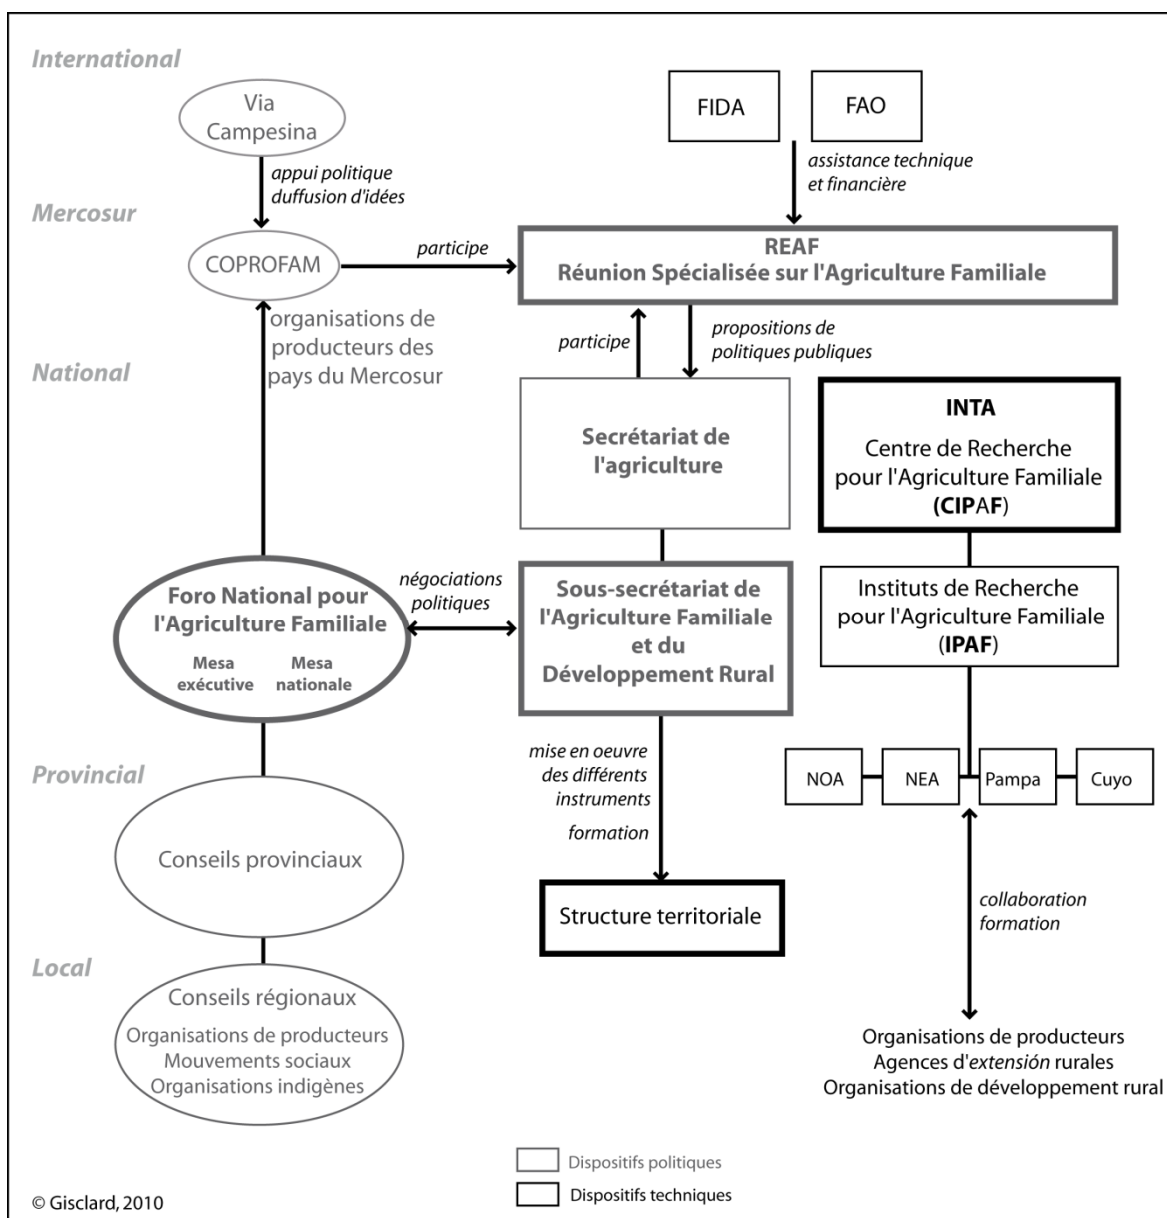 International
Via
Campesina
FIDA
FAO
appui politique
duffusion d'idées
assistance technique
et financière
Mercosur
COPROFAM
participe
REAF
Réunion Spécialisée sur l'Agriculture Familiale
organisations de
producteurs des
pays du Mercosur
participe
propositions de
politiques publiques
National
Secrétariat de
l'agriculture
INTA
Centre de Recherche
pour l'Agriculture Familiale
(CIPAF)
Foro National pour
l'Agriculture Familiale
Mesa
exécutive
Mesa
nationale
négociations
politiques
Sous-secrétariat de
l'Agriculture Familiale
et du
Développement Rural
Instituts de Recherche
pour l'Agriculture Familiale
(IPAF)
Provincial
mise en oeuvre
des différents
instruments
formation
NOA
NEA
Pampa
Cuyo
Conseils provinciaux
Structure territoriale
collaboration
formation
Local
Conseils régionaux
Organisations de producteurs
Mouvements sociaux
Organisations indigènes
Organisations de producteurs
Agences d'extensión rurales
Organisations de développement rural
Dispositifs politiques
Dispositifs techniques
© Gisclard, 2010